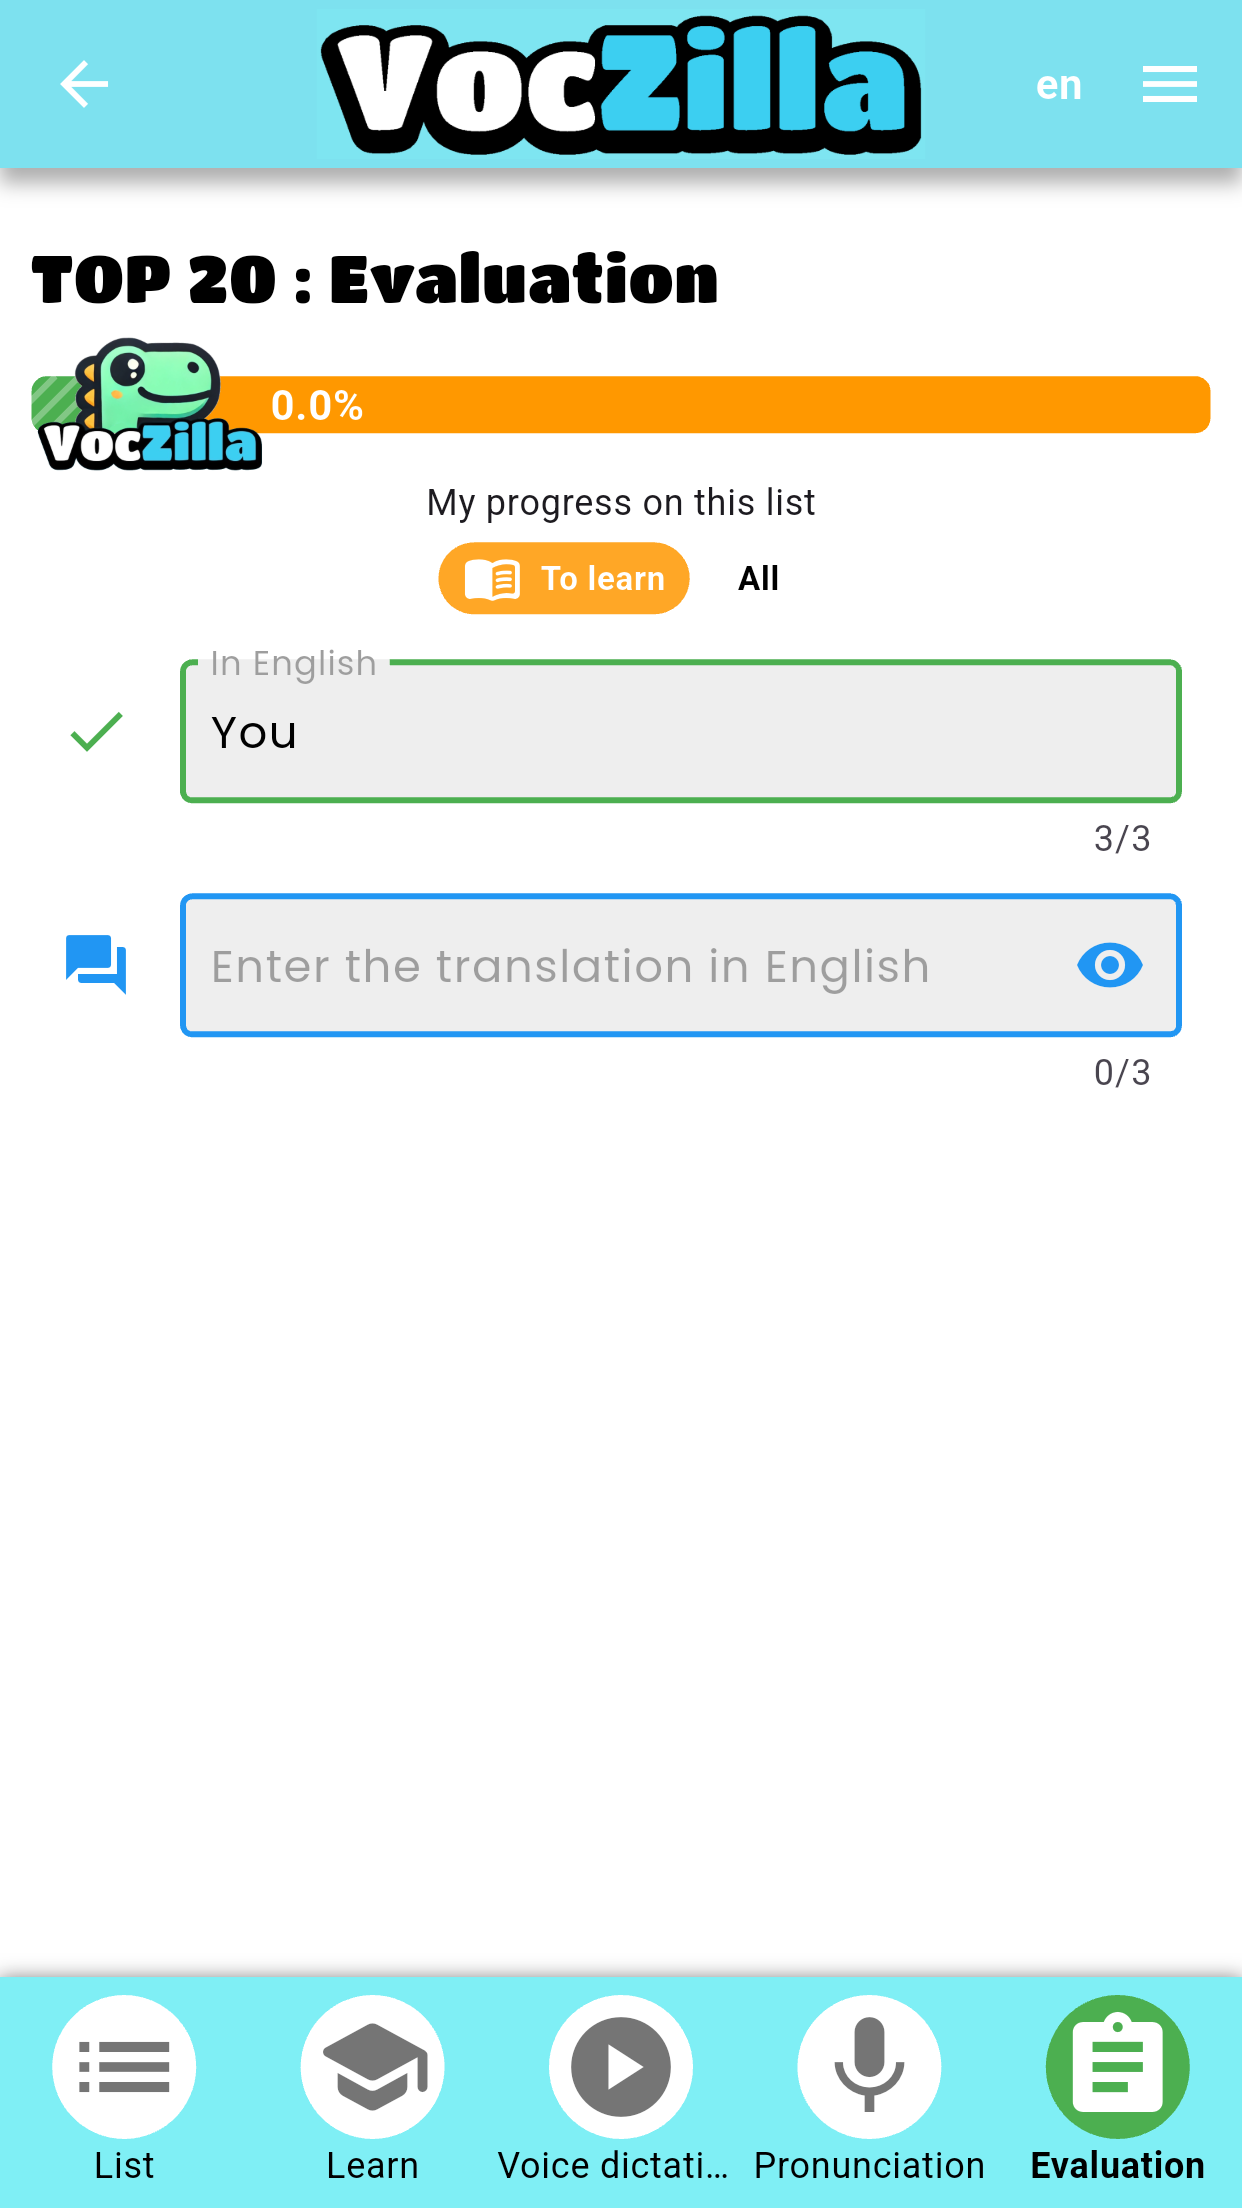 VocZilla
en
TOP 20 : Evaluation
VocZilla
0.0%
My progress on this list
To learn
All
In English
You
3/3
Enter the translation in English
0/3
List
Learn
Voice dictati...
Pronunciation
Evaluation